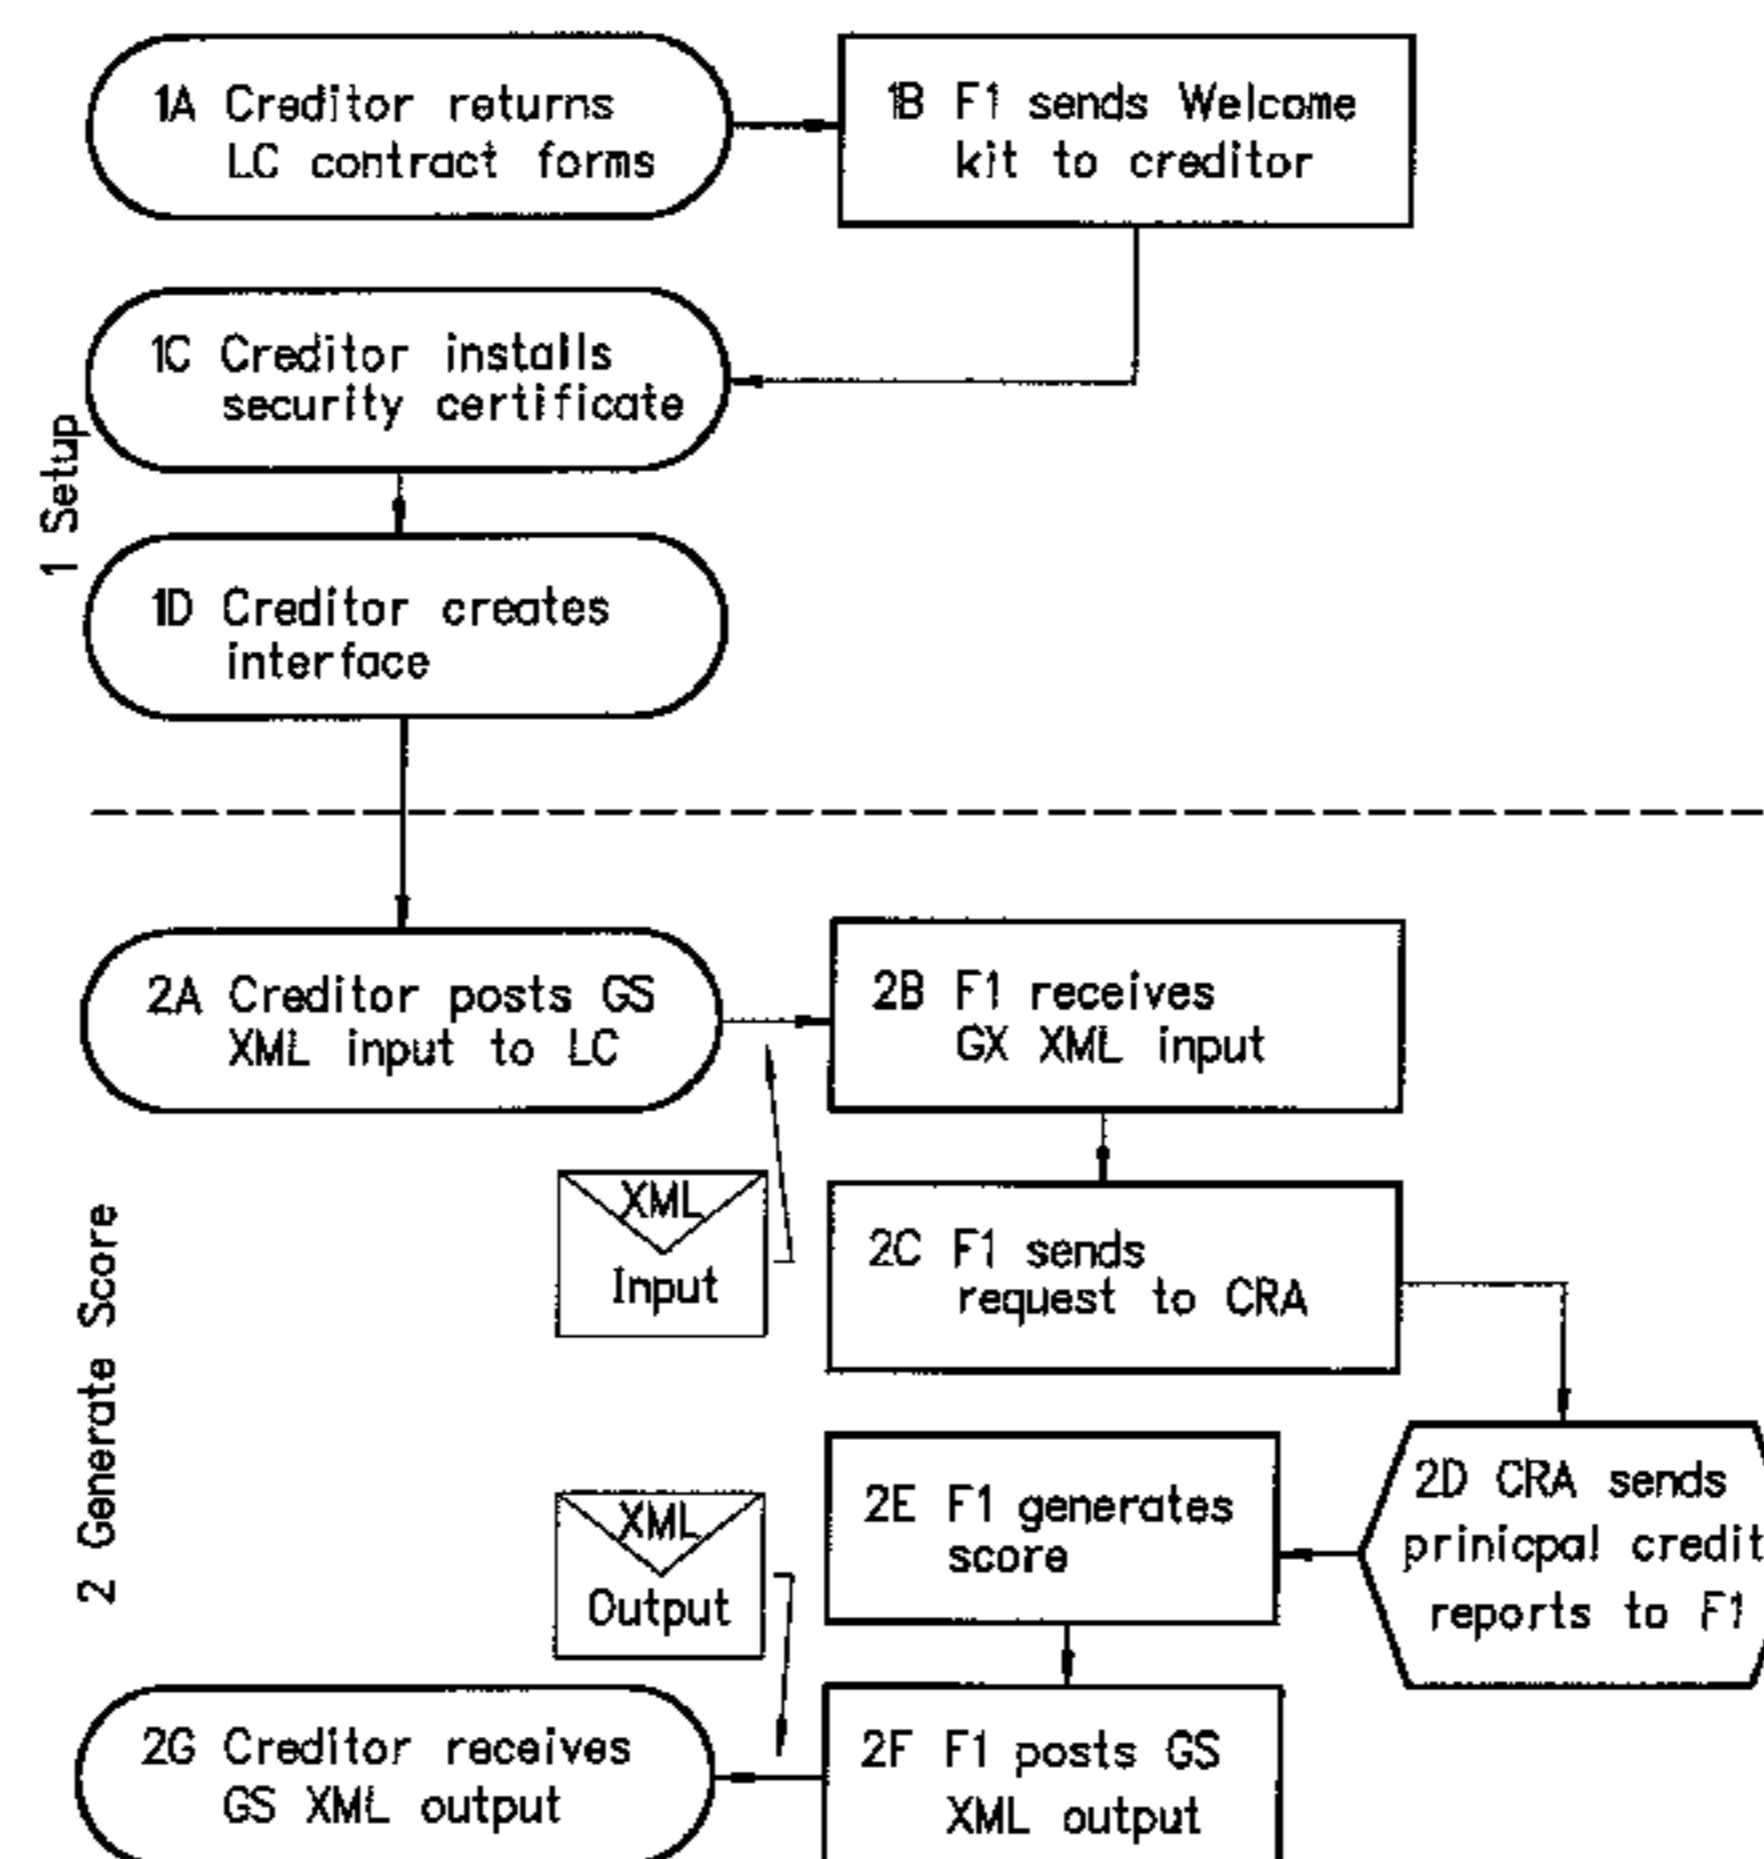 1A Creditor returns
LC contract forms
1B F1 sends Welcome
kit to creditor
1C Creditor installs
security certificate
1 Setup
1D Creditor creates
interface
2A Creditor posts GS
XML input to LC
2B F1 receives
GX XML input
XML
Input
2C F1 sends
request to CRA
2 Generate Score
2D CRA sends
prinicpal credit
reports to F1
2E F1 generates
score
XML
Output
2F F1 posts GS
XML output
2G Creditor receives
GS XML output